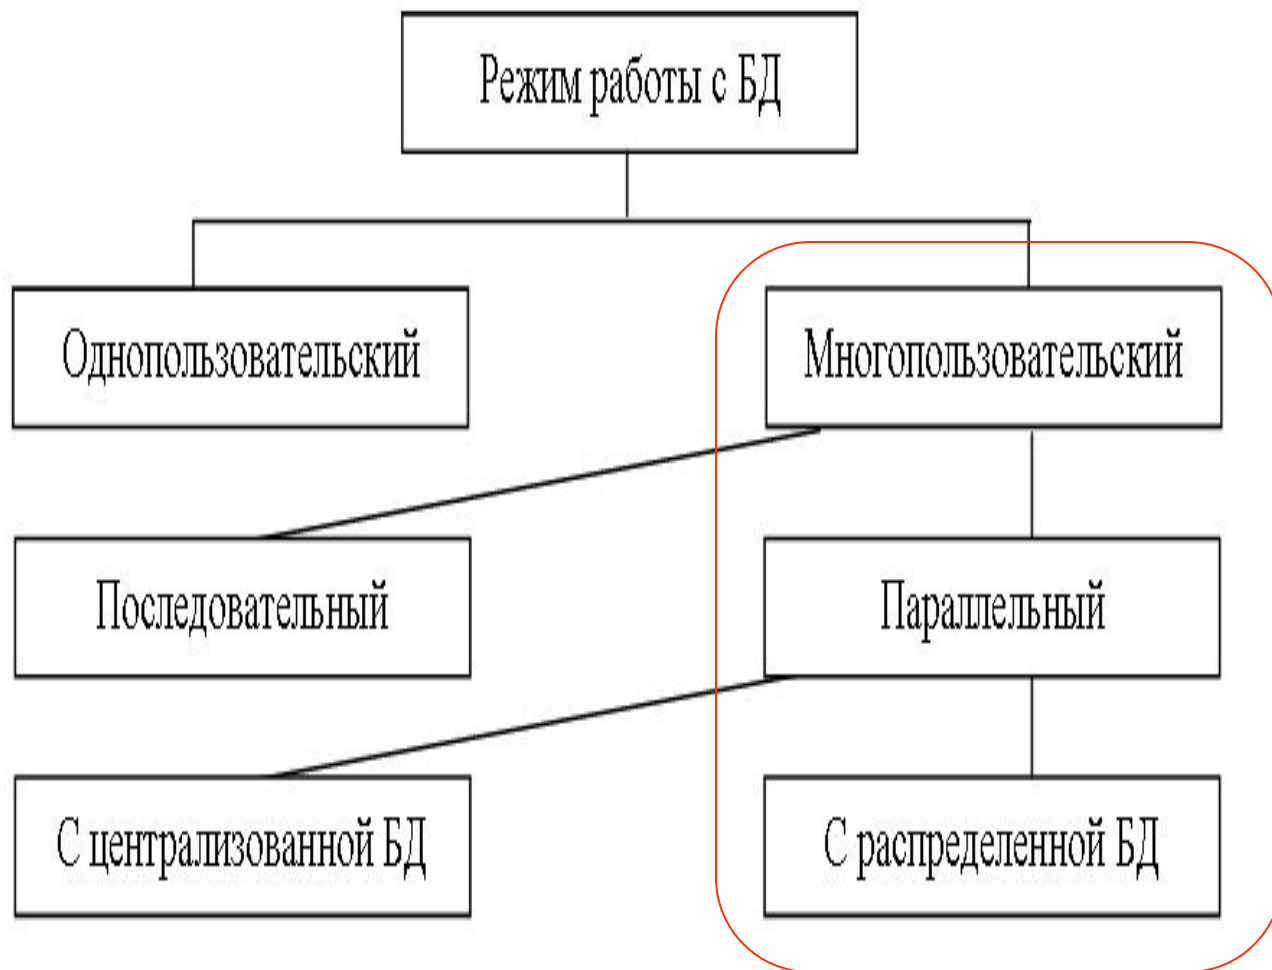 Режим работы с БД
Однопользовательский
Многопользовательский
Последовательный
Параллельный
С централизованной БД
С распределенной БД